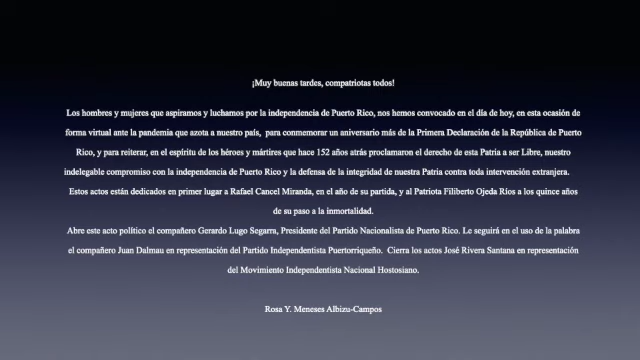 ¡Muy buenas tardes, compatriotas todos!
Los hombres y mujeres que aspiramos y luchamos por la independencia de Puerto Rico, nos hemos convocado en el día de hoy, en esta ocasión de
forma virtual ante la pandemia que azota a nuestro país, para conmemorar un aniversario más de la Primera Declaración de la República de Puerto
Rico, y para reiterar, en el espíritu de los héroes y mártires que hace 152 años atrás proclamaron el derecho de esta Patria a ser Libre, nuestro
indelegable compromiso con la independencia de Puerto Rico y la defensa de la integridad de nuestra Patria contra toda intervención extranjera.
Estos actos están dedicados en primer lugar a Rafael Cancel Miranda, en el año de su partida, y al Patriota Filiberto Ojeda Ríos a los quince años
de su paso a la inmortalidad.
Abre este acto político el compañero Gerardo Lugo Segarra, Presidente del Partido Nacionalista de Puerto Rico. Le seguirá en el uso de la palabra
el compañero Juan Dalmau en representación del Partido Independentista Puertorriqueño. Cierra los actos José Rivera Santana en representación
del Movimiento Independentista Nacional Hostosiano.
Rosa Y. Meneses Albizu-Campos